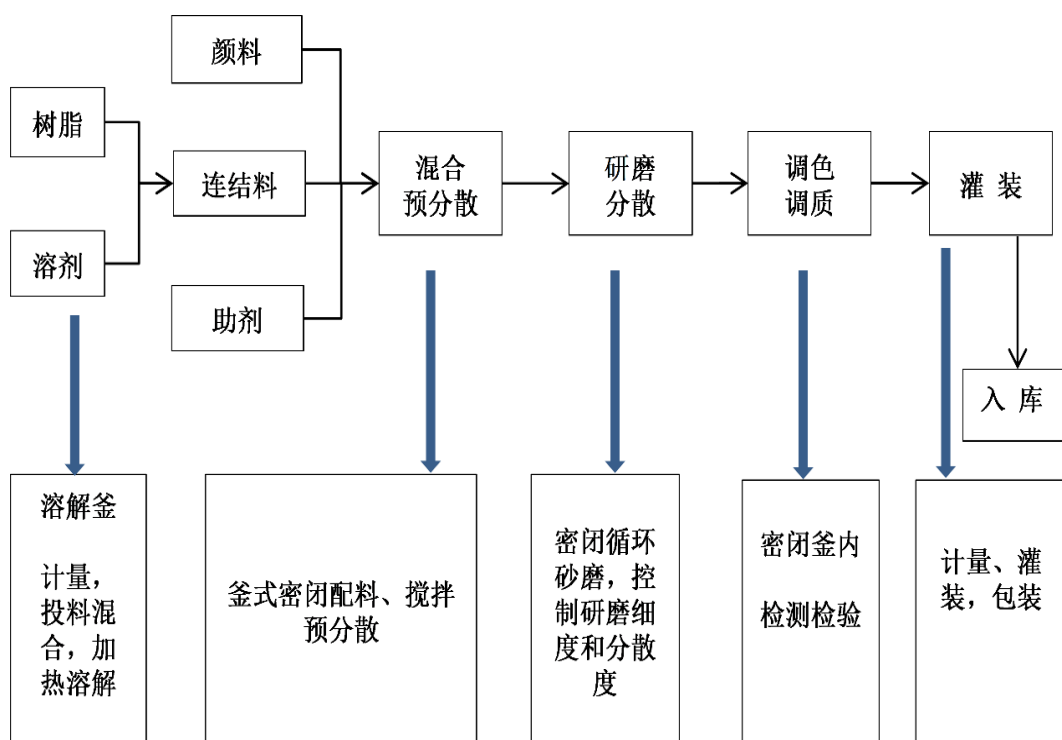 颜料
树脂
连结料
溶剂
助剂
混合
预分散
研磨
分散
调色
调质
灌 装
入 库
溶解釜
计量，
投料混
合，加
热溶解
釜式密闭配料、搅拌
预分散
密闭循环
砂磨，控
制研磨细
度和分散
度
密闭釜内
检测检验
计量、灌
装，包装